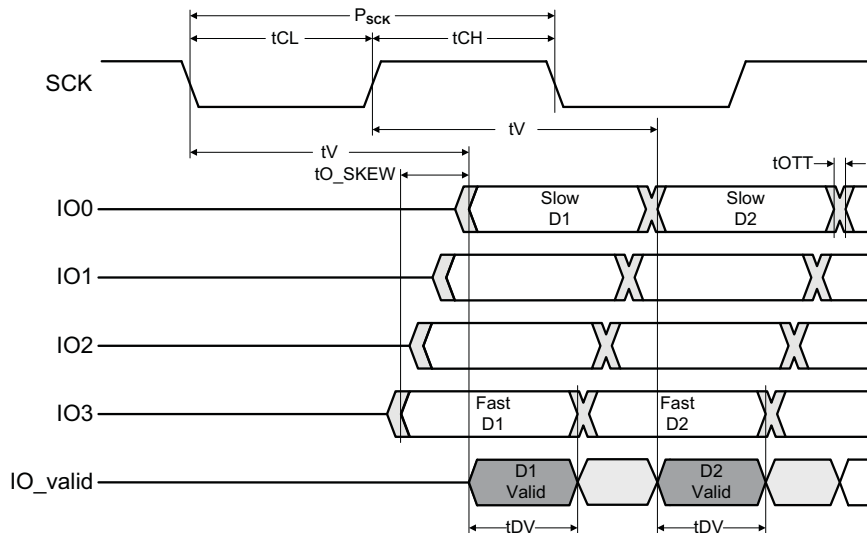 PSCK
tCL
tCH
SCK
tV
tV
tO_SKEW
tOTT
IO0
Slow
D1
Slow
D2
IO1
IO2
IO3
Fast
D1
Fast
D2
IO_valid
D1
Valid
D2
Valid
tDV
tDV